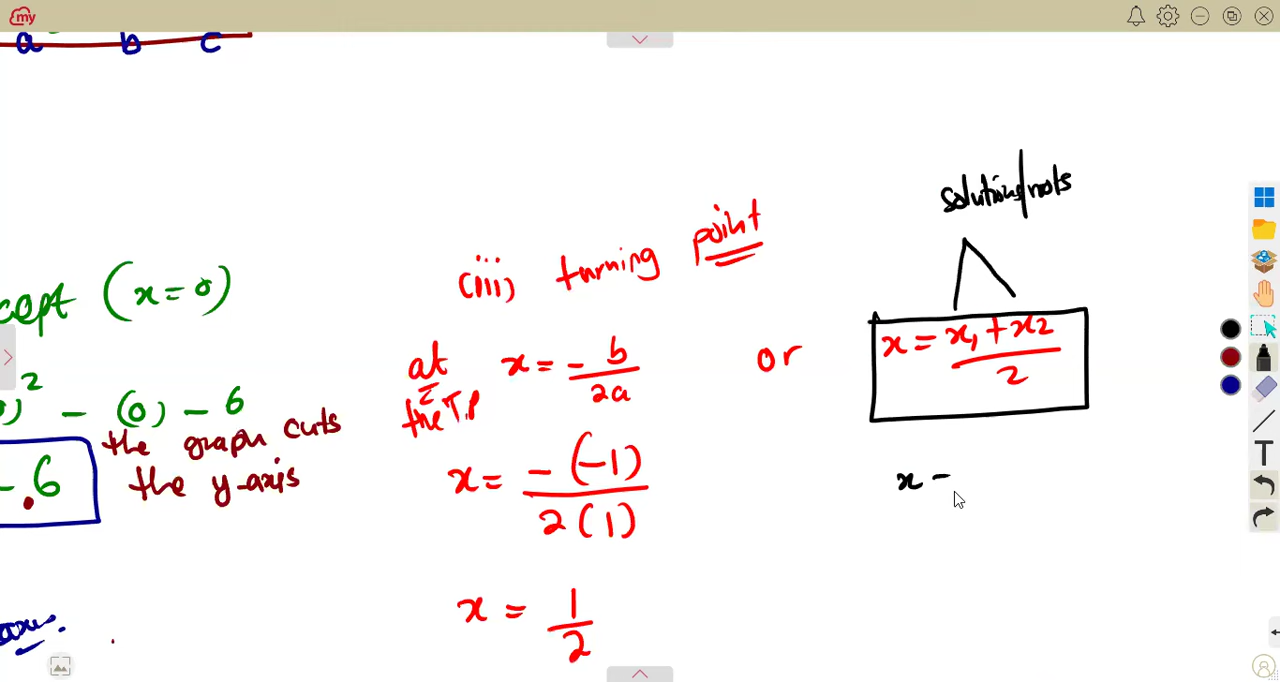 my
a b c
solutions/roots
(iii) turning point
cept (x=0)
at the T.P x = -b/2a or x = x₁+x₂/2
)² - (0) - 6
the graph cuts the y-axis
- 6
x = -(-1)/2(1)
x -
x = 1/2
T